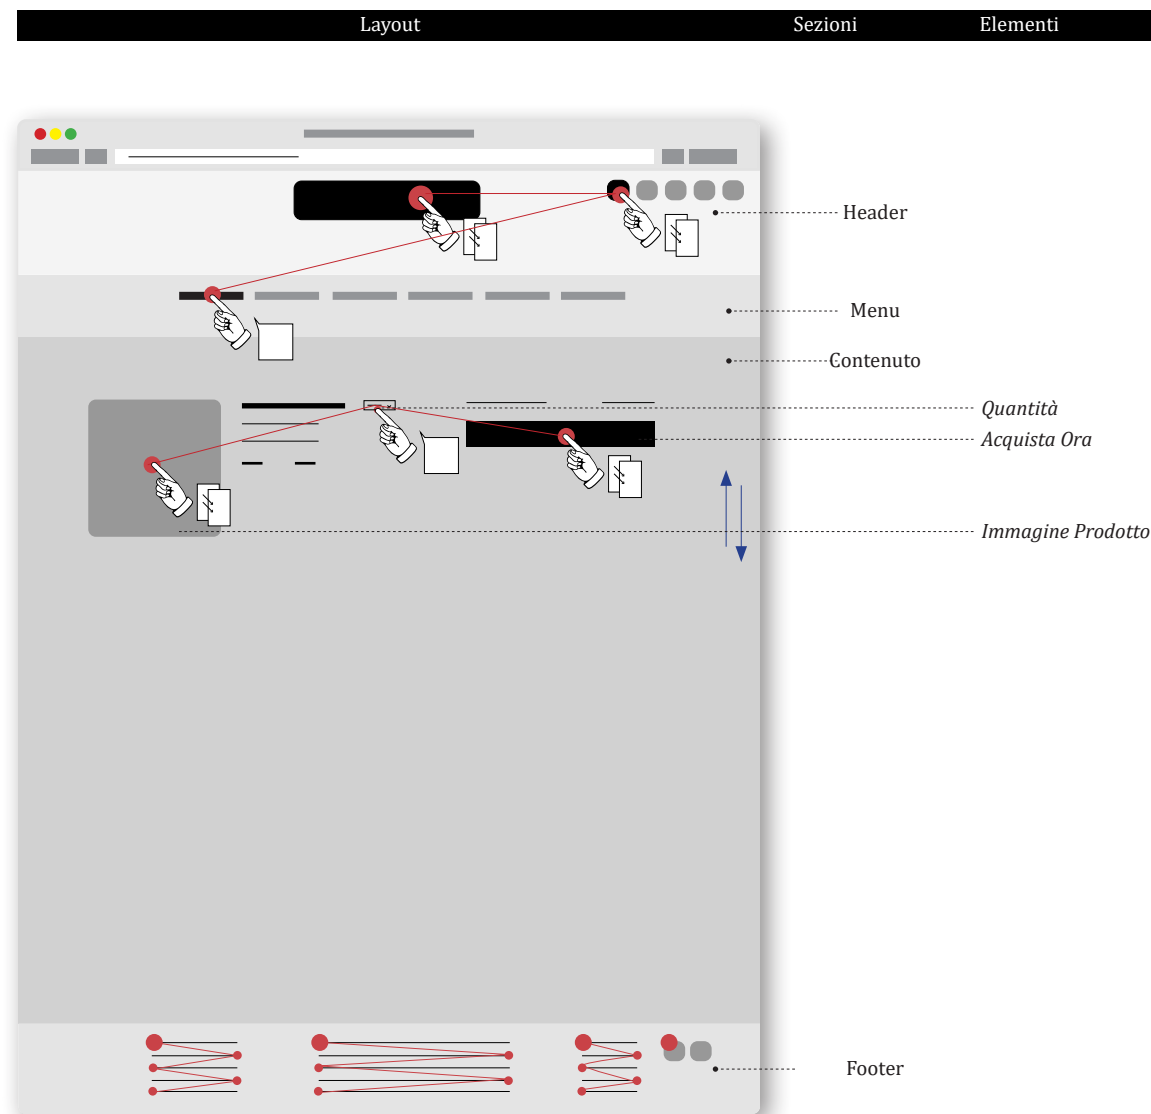 Layout Sezioni Elementi
Header
Menu
Contenuto
Quantità
Acquista Ora
Immagine Prodotto
Footer